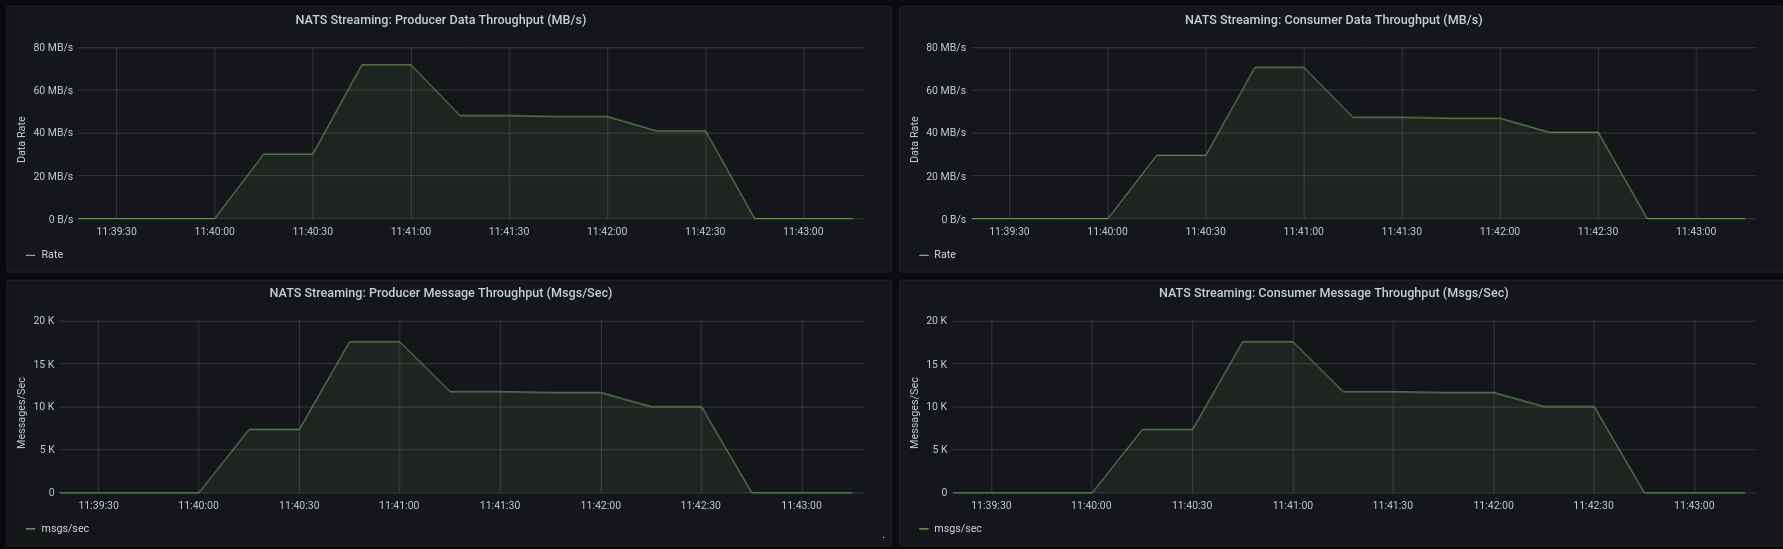 NATS Streaming: Producer Data Throughput (MB/s)
80 MB/s
60 MB/s
40 MB/s
20 MB/s
0 B/s
Data Rate
11:39:30 11:40:00 11:40:30 11:41:00 11:41:30 11:42:00 11:42:30 11:43:00
Rate
NATS Streaming: Consumer Data Throughput (MB/s)
80 MB/s
60 MB/s
40 MB/s
20 MB/s
0 B/s
Data Rate
11:39:30 11:40:00 11:40:30 11:41:00 11:41:30 11:42:00 11:42:30 11:43:00
Rate
NATS Streaming: Producer Message Throughput (Msgs/Sec)
20 K
15 K
10 K
5 K
0
Messages/Sec
11:39:30 11:40:00 11:40:30 11:41:00 11:41:30 11:42:00 11:42:30 11:43:00
msgs/sec
NATS Streaming: Consumer Message Throughput (Msgs/Sec)
20 K
15 K
10 K
5 K
0
Messages/Sec
11:39:30 11:40:00 11:40:30 11:41:00 11:41:30 11:42:00 11:42:30 11:43:00
msgs/sec